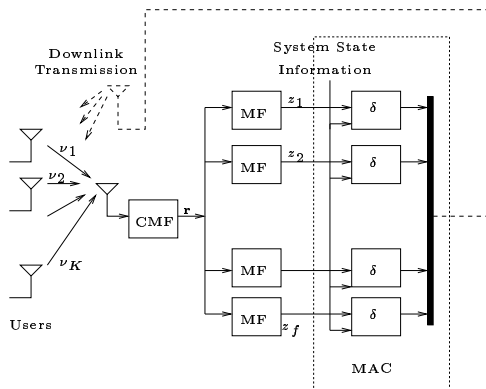 Downlink
Transmission
System State
Information
ν1
ν2
νK
Users
CMF
r
MF
z1
δ
MF
z2
δ
MF
δ
MF
zf
δ
MAC